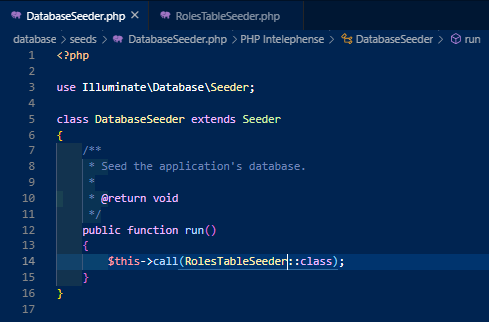 DatabaseSeeder.php × RolesTableSeeder.php
database > seeds > DatabaseSeeder.php > PHP Intelephense > DatabaseSeeder > run
1 <?php
2
3 use Illuminate\Database\Seeder;
4
5 class DatabaseSeeder extends Seeder
6 {
7 /**
8 * Seed the application's database.
9 *
10 * @return void
11 */
12 public function run()
13 {
14 $this->call(RolesTableSeeder::class);
15 }
16 }
17